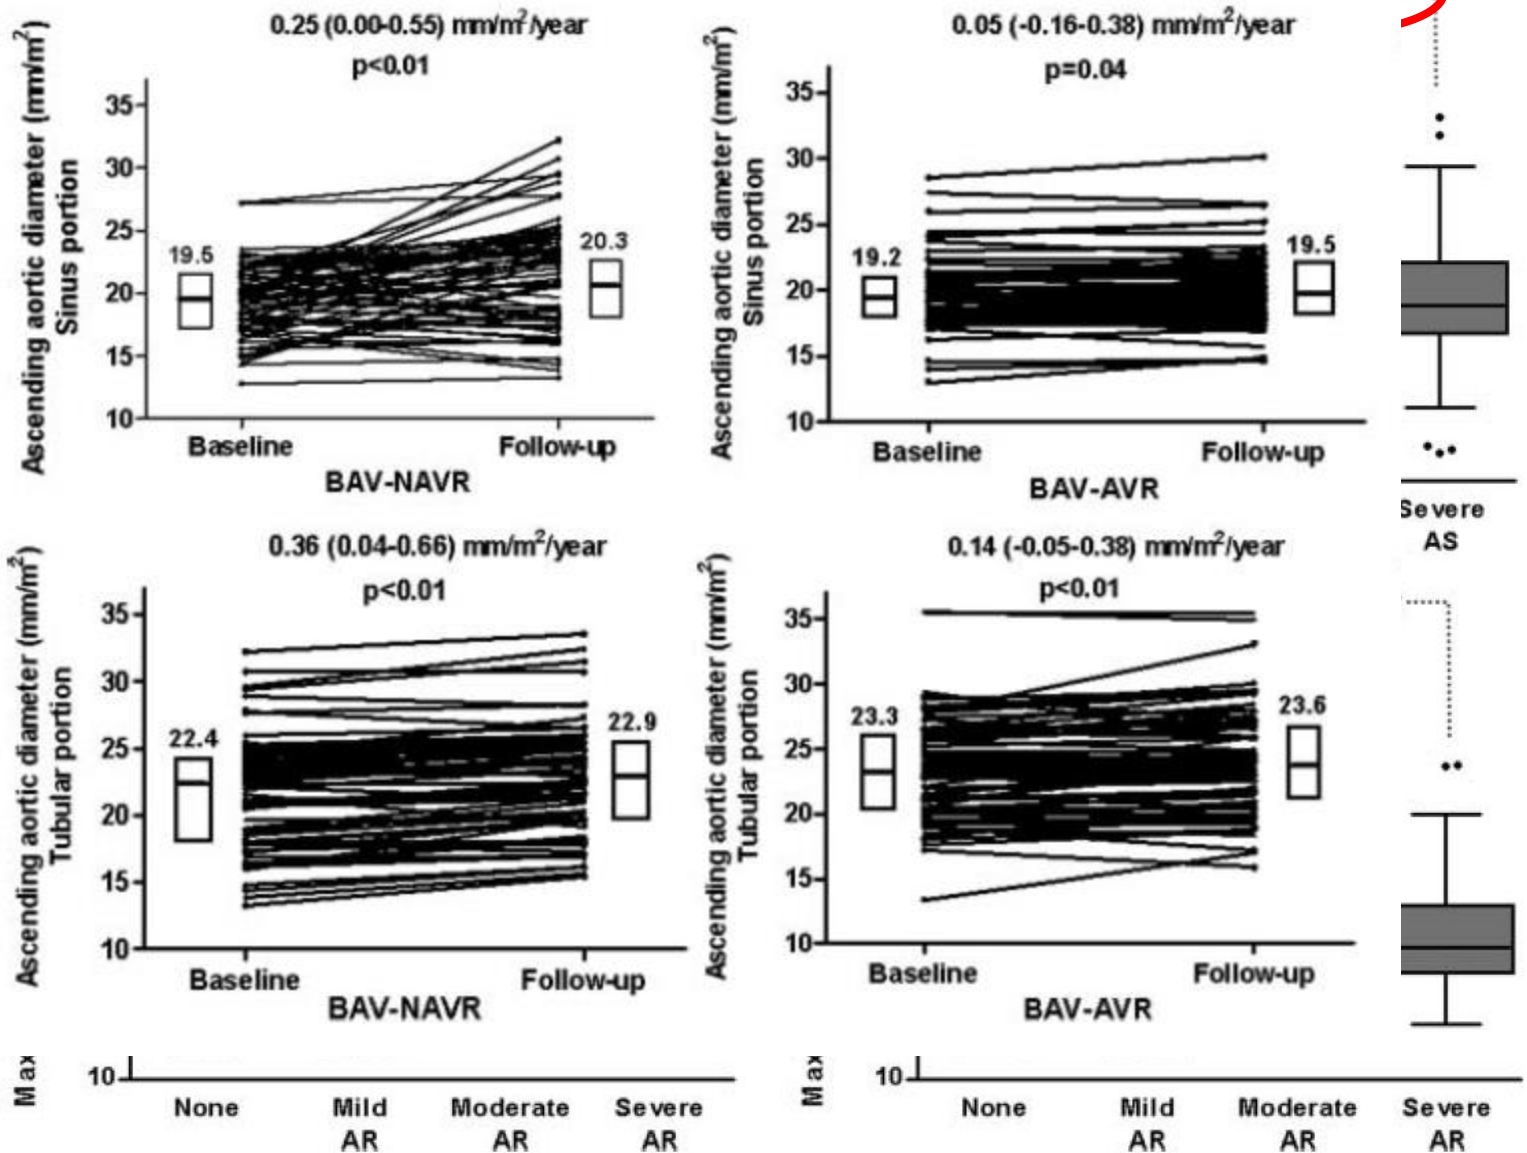 0.25 (0.00-0.55) mm/m²/year
p<0.01
Ascending aortic diameter (mm/m²)
Sinus portion
35
30
25
20
15
10
19.5
20.3
Baseline
Follow-up
BAV-NAVR
0.05 (-0.16-0.38) mm/m²/year
p=0.04
Ascending aortic diameter (mm/m²)
Sinus portion
35
30
25
20
15
10
19.2
19.5
Baseline
Follow-up
BAV-AVR
Severe
AS
0.36 (0.04-0.66) mm/m²/year
p<0.01
Ascending aortic diameter (mm/m²)
Tubular portion
35
30
25
20
15
10
22.4
22.9
Baseline
Follow-up
BAV-NAVR
0.14 (-0.05-0.38) mm/m²/year
p<0.01
Ascending aortic diameter (mm/m²)
Tubular portion
35
30
25
20
15
10
23.3
23.6
Baseline
Follow-up
BAV-AVR
Max
10
None
Mild
AR
Moderate
AR
Severe
AR
Max
10
None
Mild
AR
Moderate
AR
Severe
AR